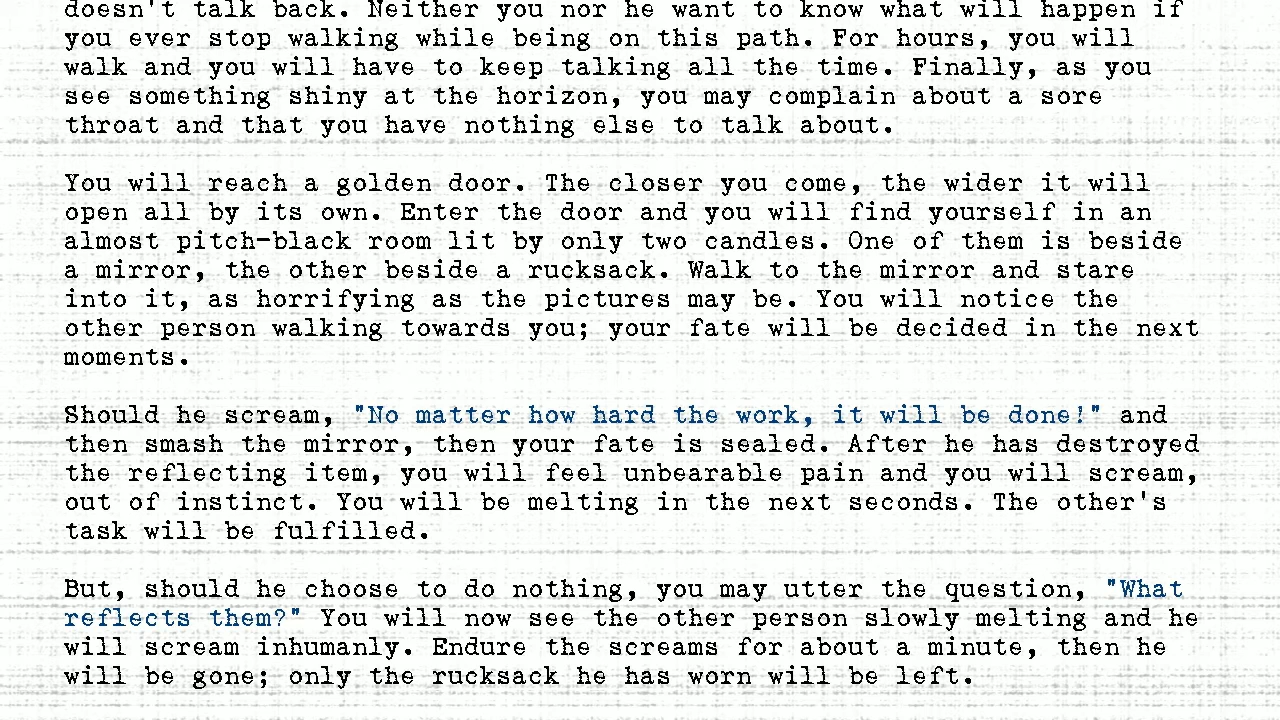 doesn't talk back. Neither you nor he want to know what will happen if
you ever stop walking while being on this path. For hours, you will
walk and you will have to keep talking all the time. Finally, as you
see something shiny at the horizon, you may complain about a sore
throat and that you have nothing else to talk about.
You will reach a golden door. The closer you come, the wider it will
open all by its own. Enter the door and you will find yourself in an
almost pitch-black room lit by only two candles. One of them is beside
a mirror, the other beside a rucksack. Walk to the mirror and stare
into it, as horrifying as the pictures may be. You will notice the
other person walking towards you; your fate will be decided in the next
moments.
Should he scream, "No matter how hard the work, it will be done!" and
then smash the mirror, then your fate is sealed. After he has destroyed
the reflecting item, you will feel unbearable pain and you will scream,
out of instinct. You will be melting in the next seconds. The other's
task will be fulfilled.
But, should he choose to do nothing, you may utter the question, "What
reflects them?" You will now see the other person slowly melting and he
will scream inhumanly. Endure the screams for about a minute, then he
will be gone; only the rucksack he has worn will be left.